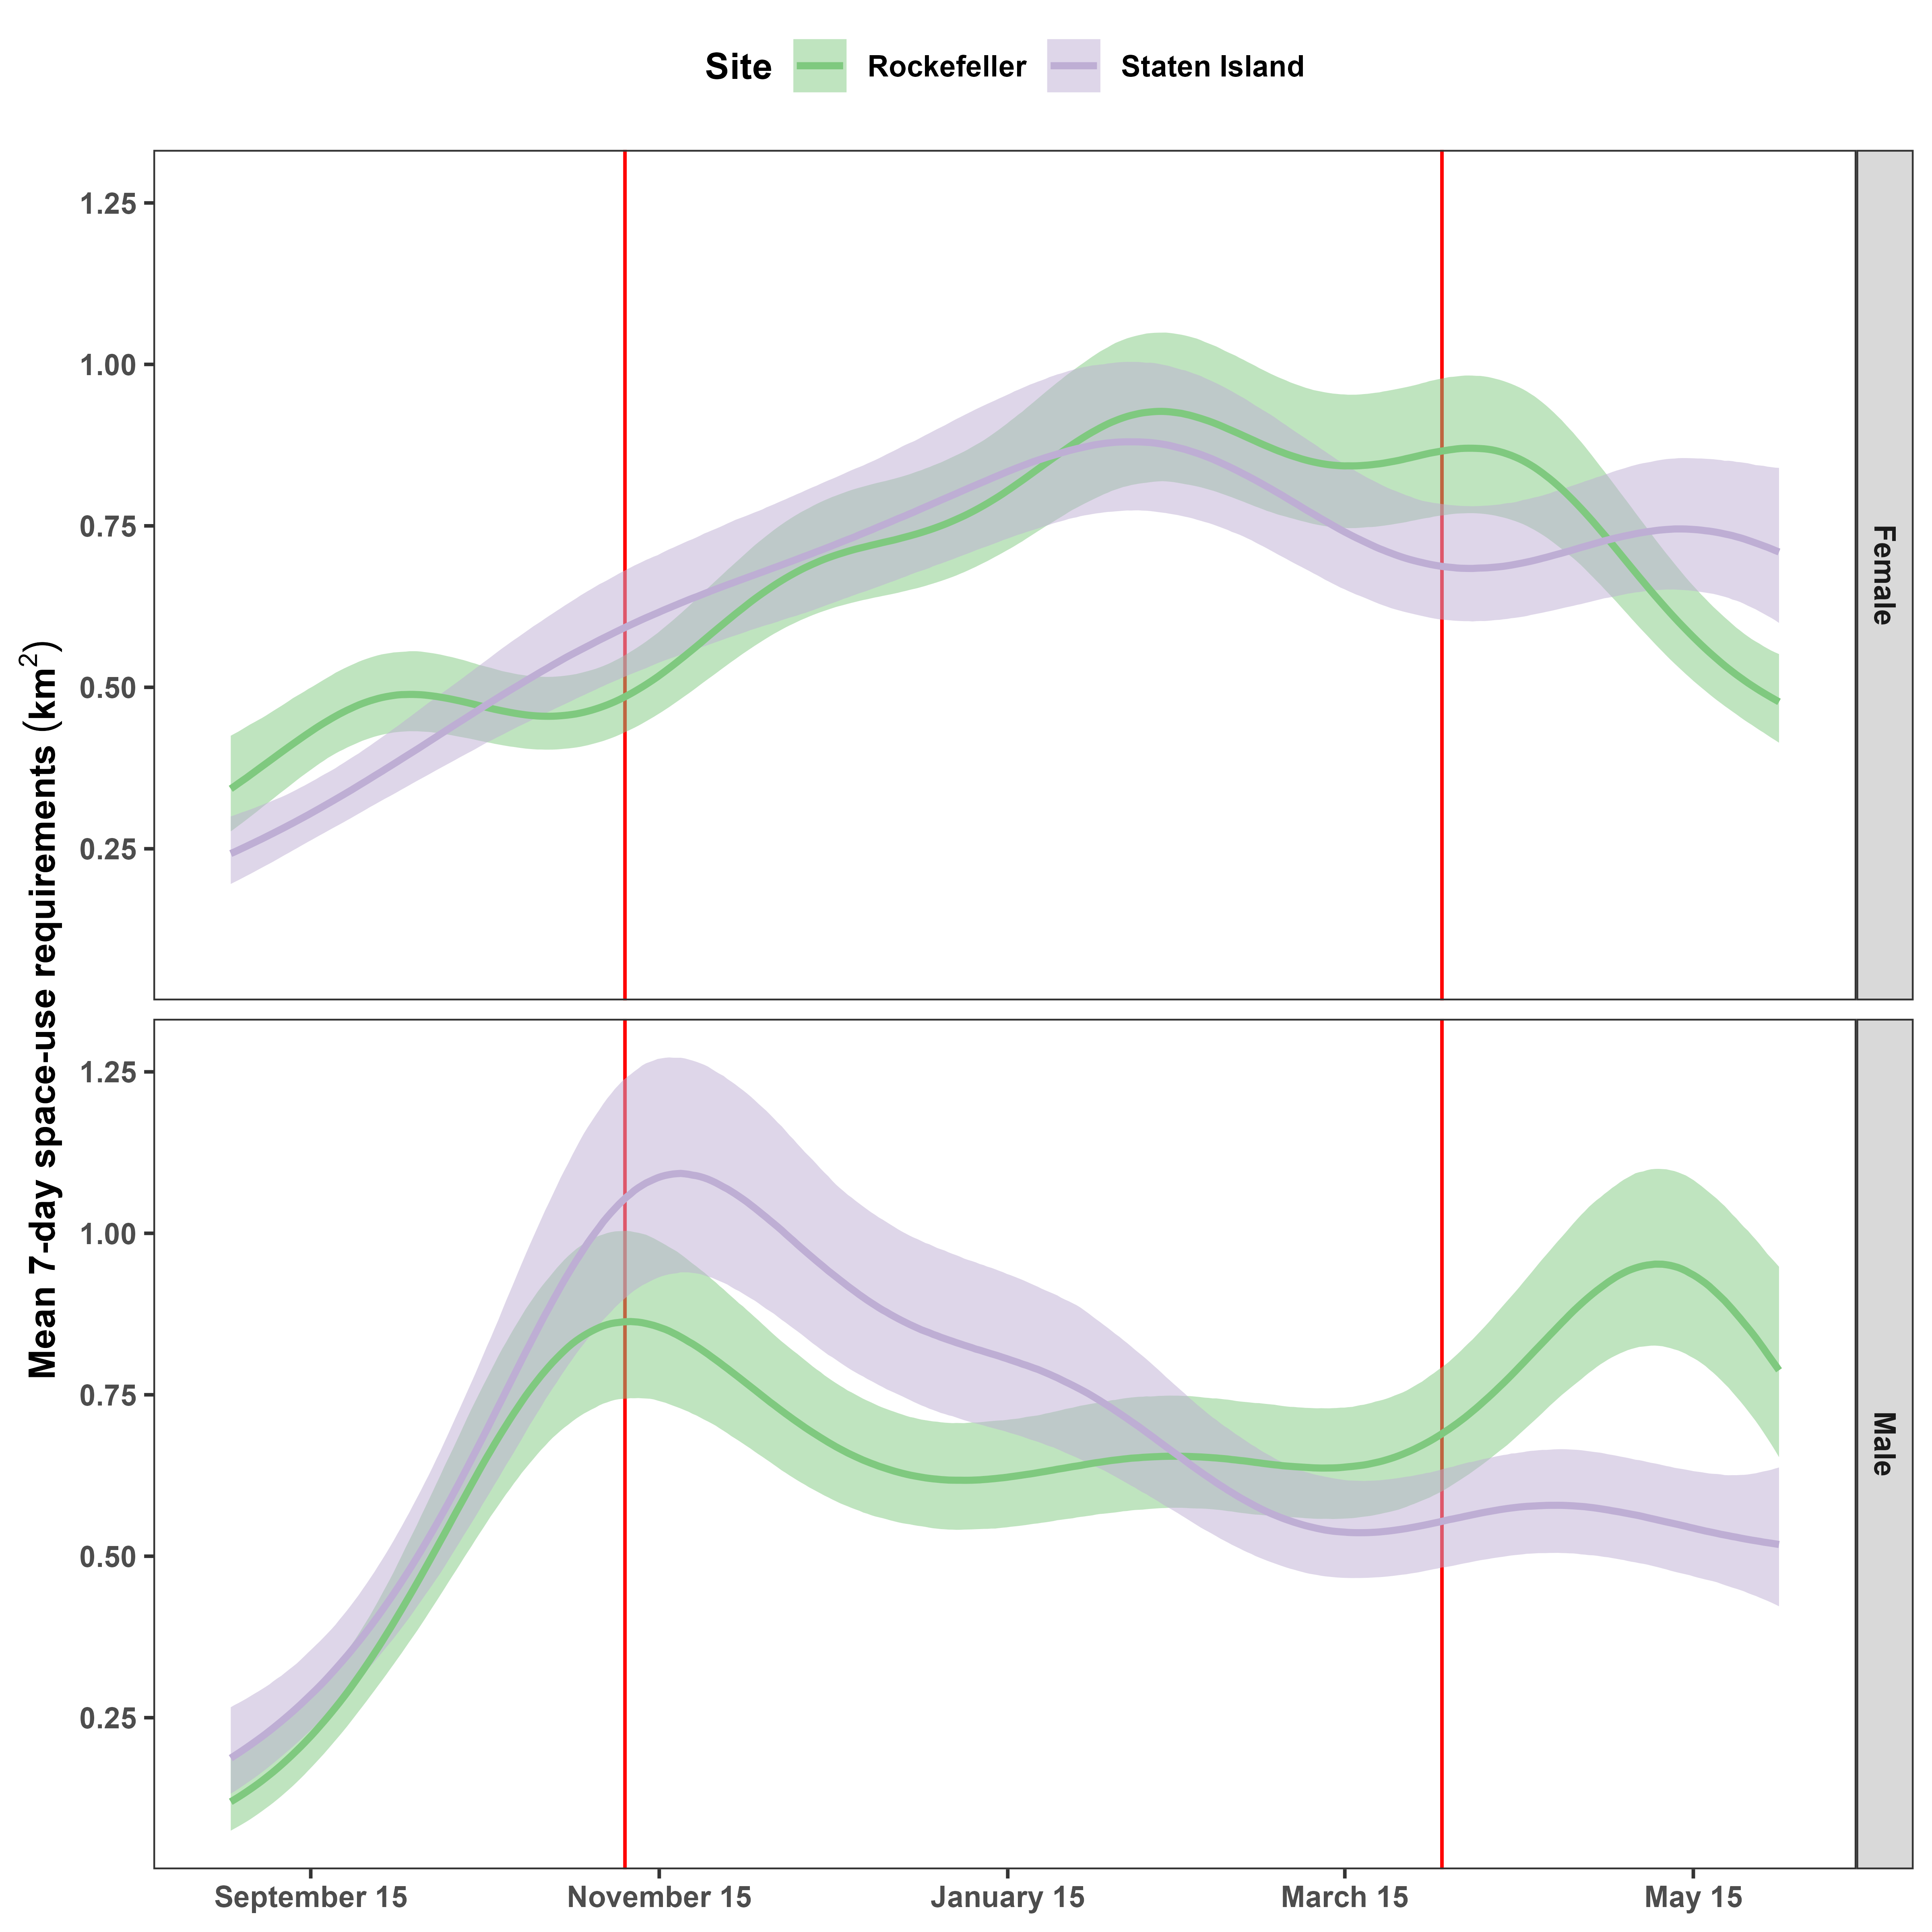 Site Rockefeller Staten Island
Mean 7-day space-use requirements (km²)
1.25
1.00
0.75
0.50
0.25
Female
1.25
1.00
0.75
0.50
0.25
Male
September 15 November 15 January 15 March 15 May 15